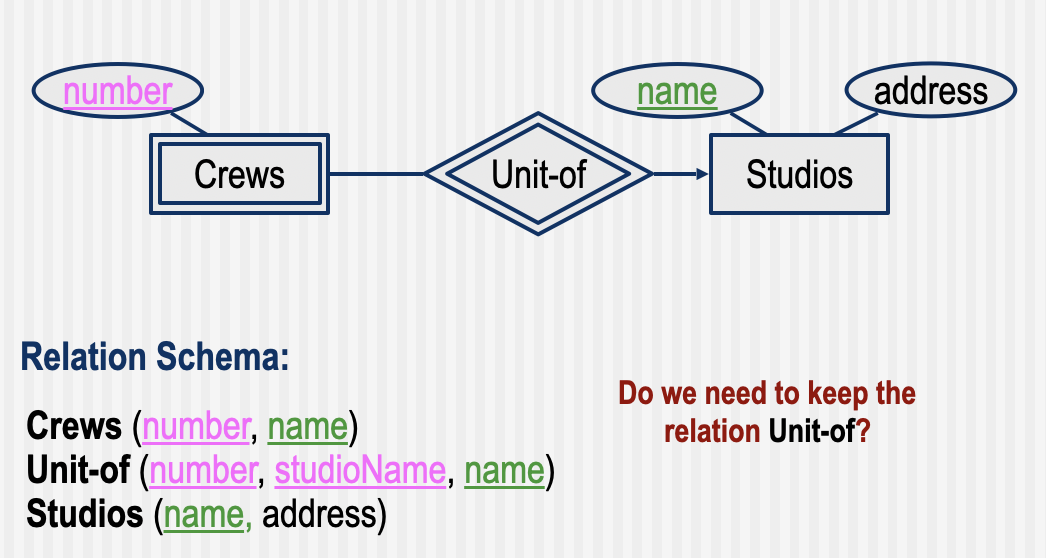 number
name
address
Crews
Unit-of
Studios
Relation Schema:
Do we need to keep the
relation Unit-of?
Crews (number, name)
Unit-of (number, studioName, name)
Studios (name, address)